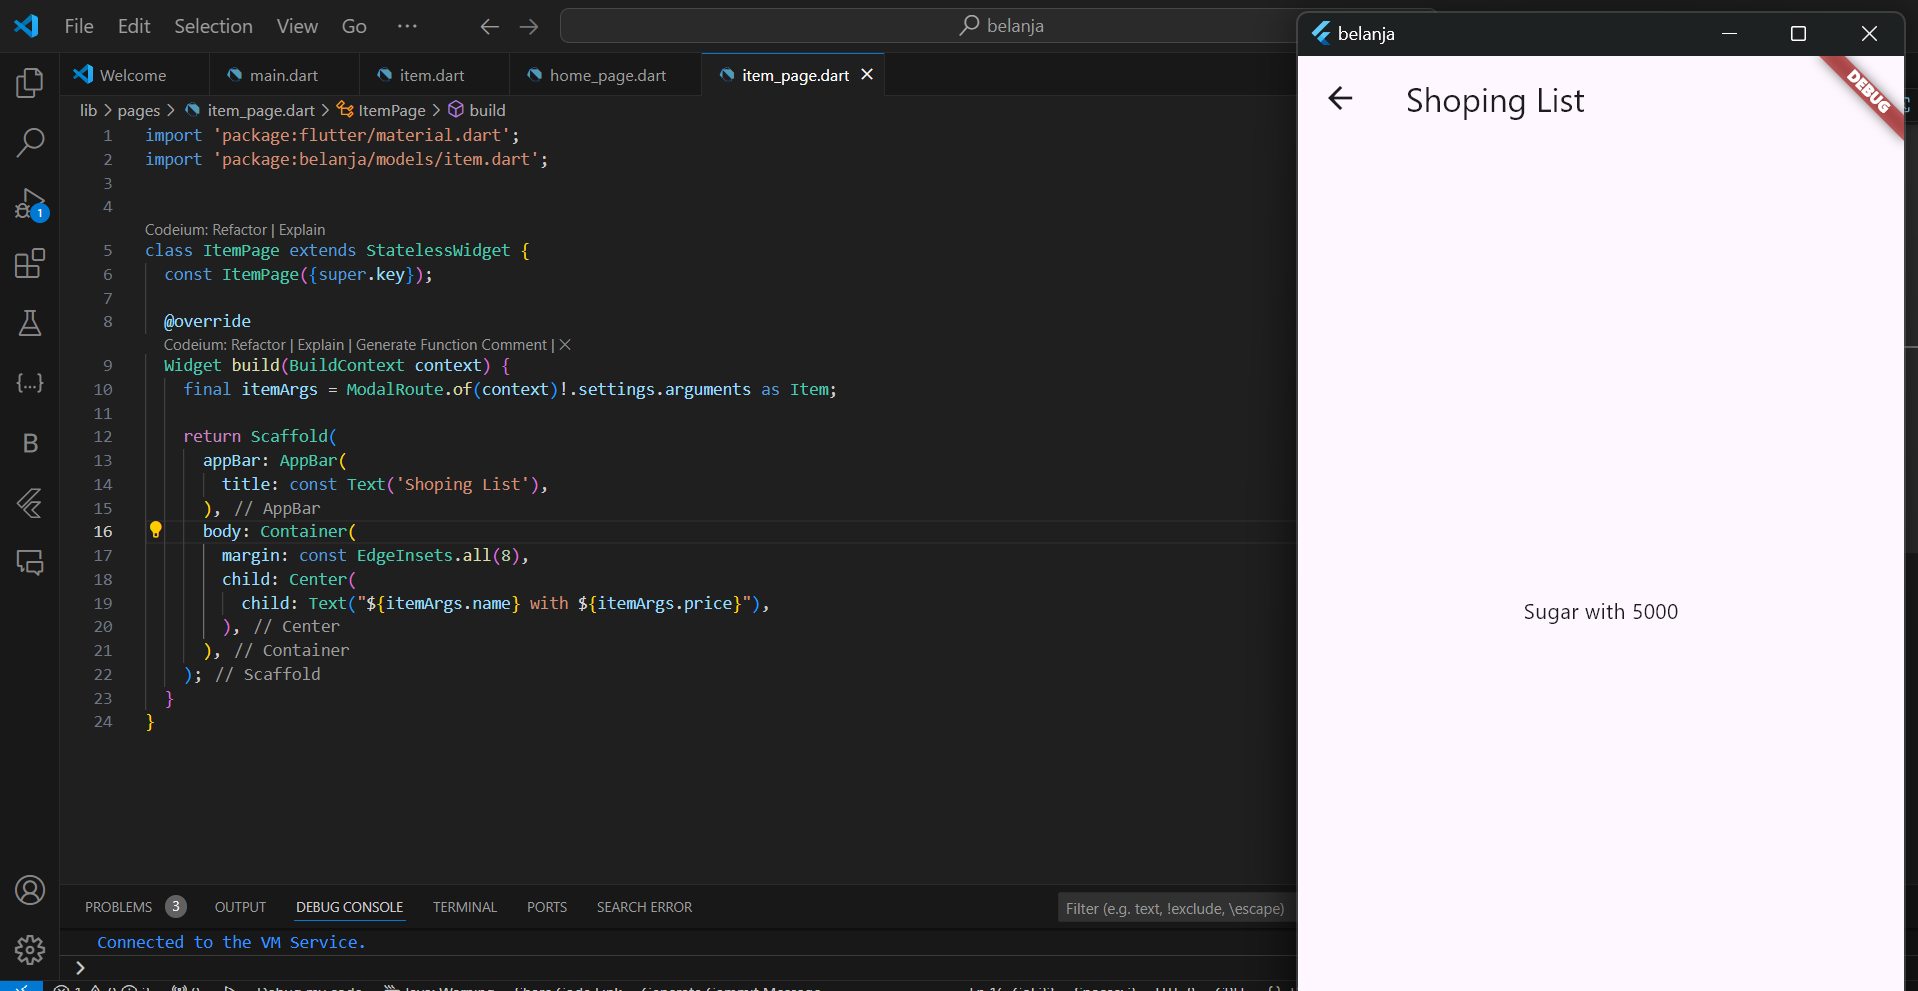 File Edit Selection View Go ···
belanja
Welcome
main.dart
item.dart
home_page.dart
item_page.dart
lib > pages > item_page.dart > ItemPage > build
1 import 'package:flutter/material.dart';
2 import 'package:belanja/models/item.dart';
3
4
Codeium: Refactor | Explain
5 class ItemPage extends StatelessWidget {
6 const ItemPage({super.key});
7
8 @override
Codeium: Refactor | Explain | Generate Function Comment |
9 Widget build(BuildContext context) {
10 final itemArgs = ModalRoute.of(context)!.settings.arguments as Item;
11
12 return Scaffold(
13 appBar: AppBar(
14 title: const Text('Shoping List'),
15 ), // AppBar
16 body: Container(
17 margin: const EdgeInsets.all(8),
18 child: Center(
19 child: Text("${itemArgs.name} with ${itemArgs.price}"),
20 ), // Center
21 ), // Container
22 ); // Scaffold
23 }
24 }
1
B
PROBLEMS 3 OUTPUT DEBUG CONSOLE TERMINAL PORTS SEARCH ERROR
Filter (e.g. text, !exclude, \escape)
Connected to the VM Service.
>
belanja
Shoping List
DEBUG
Sugar with 5000